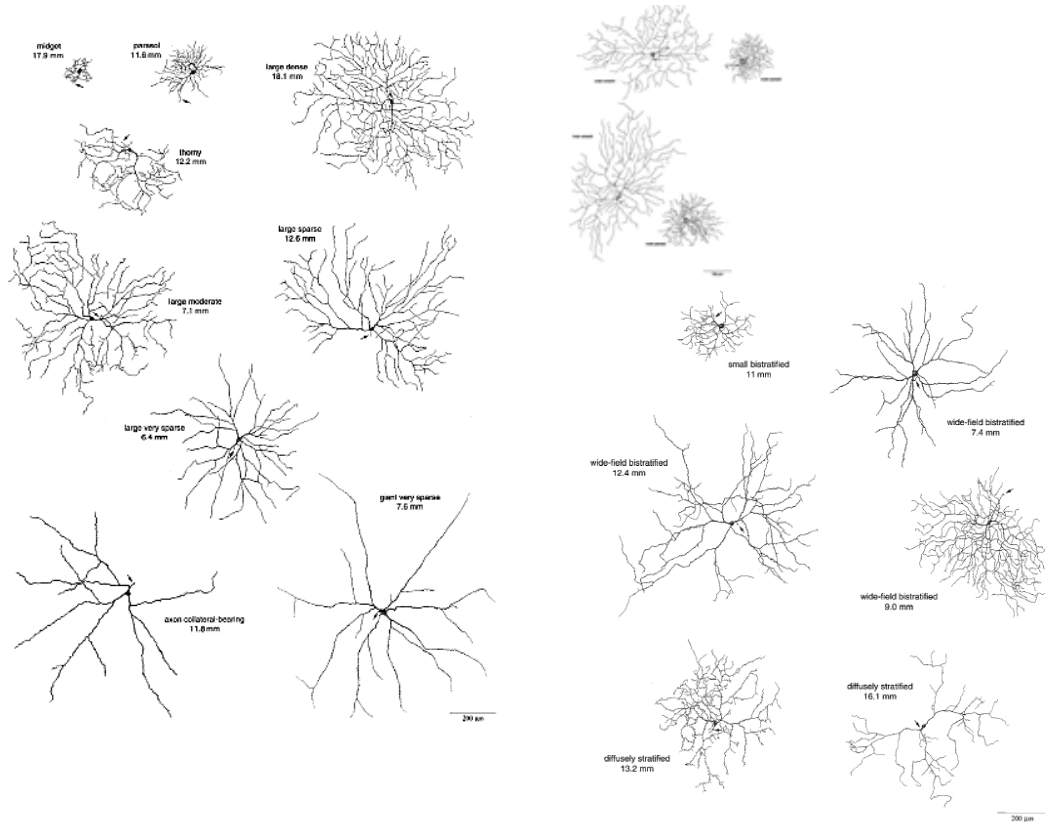 midget
17.9 mm
parasol
11.6 mm
large dense
18.1 mm
thorny
12.2 mm
large sparse
12.6 mm
large moderate
7.1 mm
large very sparse
6.4 mm
giant very sparse
7.6 mm
axon collateral-bearing
11.8 mm
200 µm
small bistratified
11 mm
wide-field bistratified
7.4 mm
wide-field bistratified
12.4 mm
wide-field bistratified
9.0 mm
diffusely stratified
16.1 mm
diffusely stratified
13.2 mm
200 µm